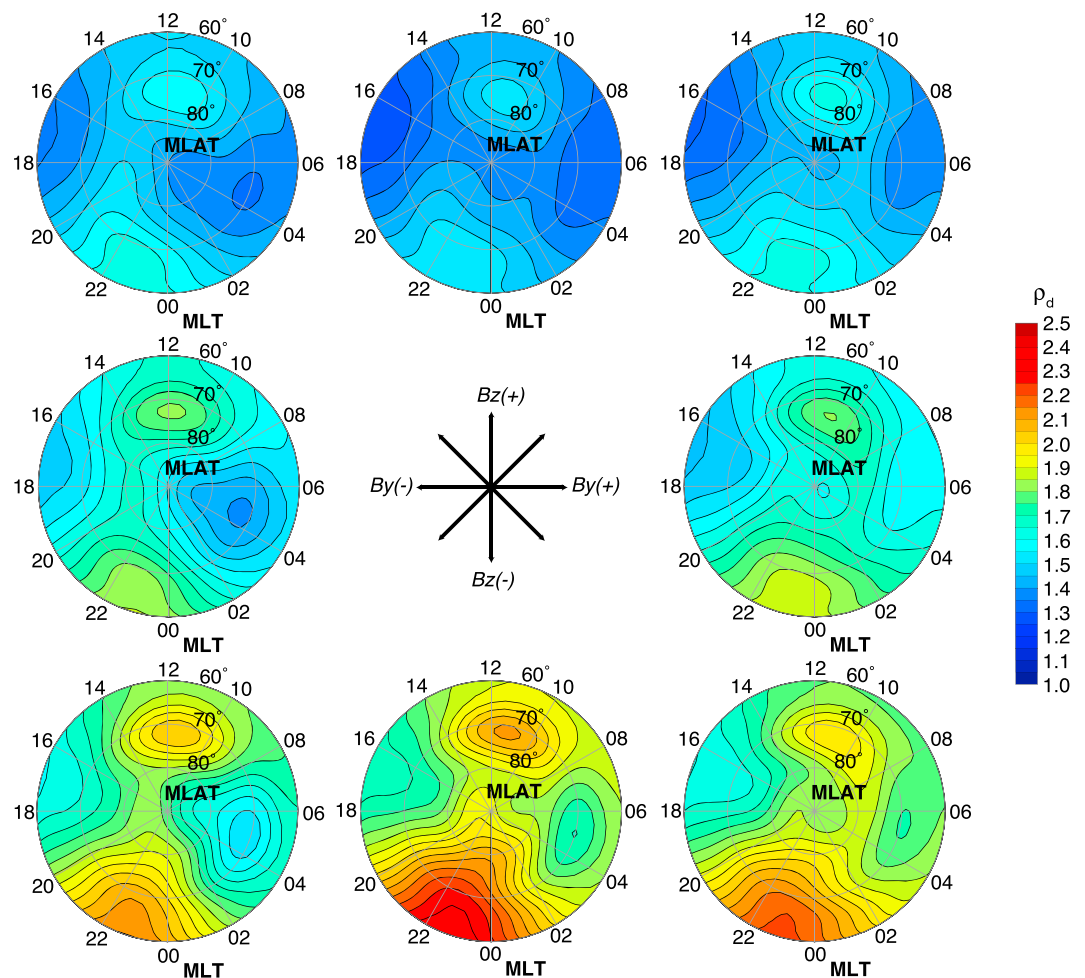 12 12 12
14 60° 10 14 60° 10 14 60° 10
16 70° 08 16 70° 08 16 70° 08
80° 80° 80°
MLAT MLAT MLAT
18 06 18 06 18 06
20 04 20 04 20 04
22 02 22 02 22 02
00 00 00
MLT MLT MLT
ρd
2.5
2.4
2.3
2.2
2.1
2.0
1.9
1.8
1.7
1.6
1.5
1.4
1.3
1.2
1.1
1.0
12 12
14 60° 10 14 60° 10
16 70° 08 16 70° 08
80° 80°
MLAT MLAT
18 06 18 06
20 04 20 04
22 02 22 02
00 00
MLT MLT
Bz(+)
By(-) By(+)
Bz(-)
12 12 12
14 60° 10 14 60° 10 14 60° 10
16 70° 08 16 70° 08 16 70° 08
80° 80° 80°
MLAT MLAT MLAT
18 06 18 06 18 06
20 04 20 04 20 04
22 02 22 02 22 02
00 00 00
MLT MLT MLT